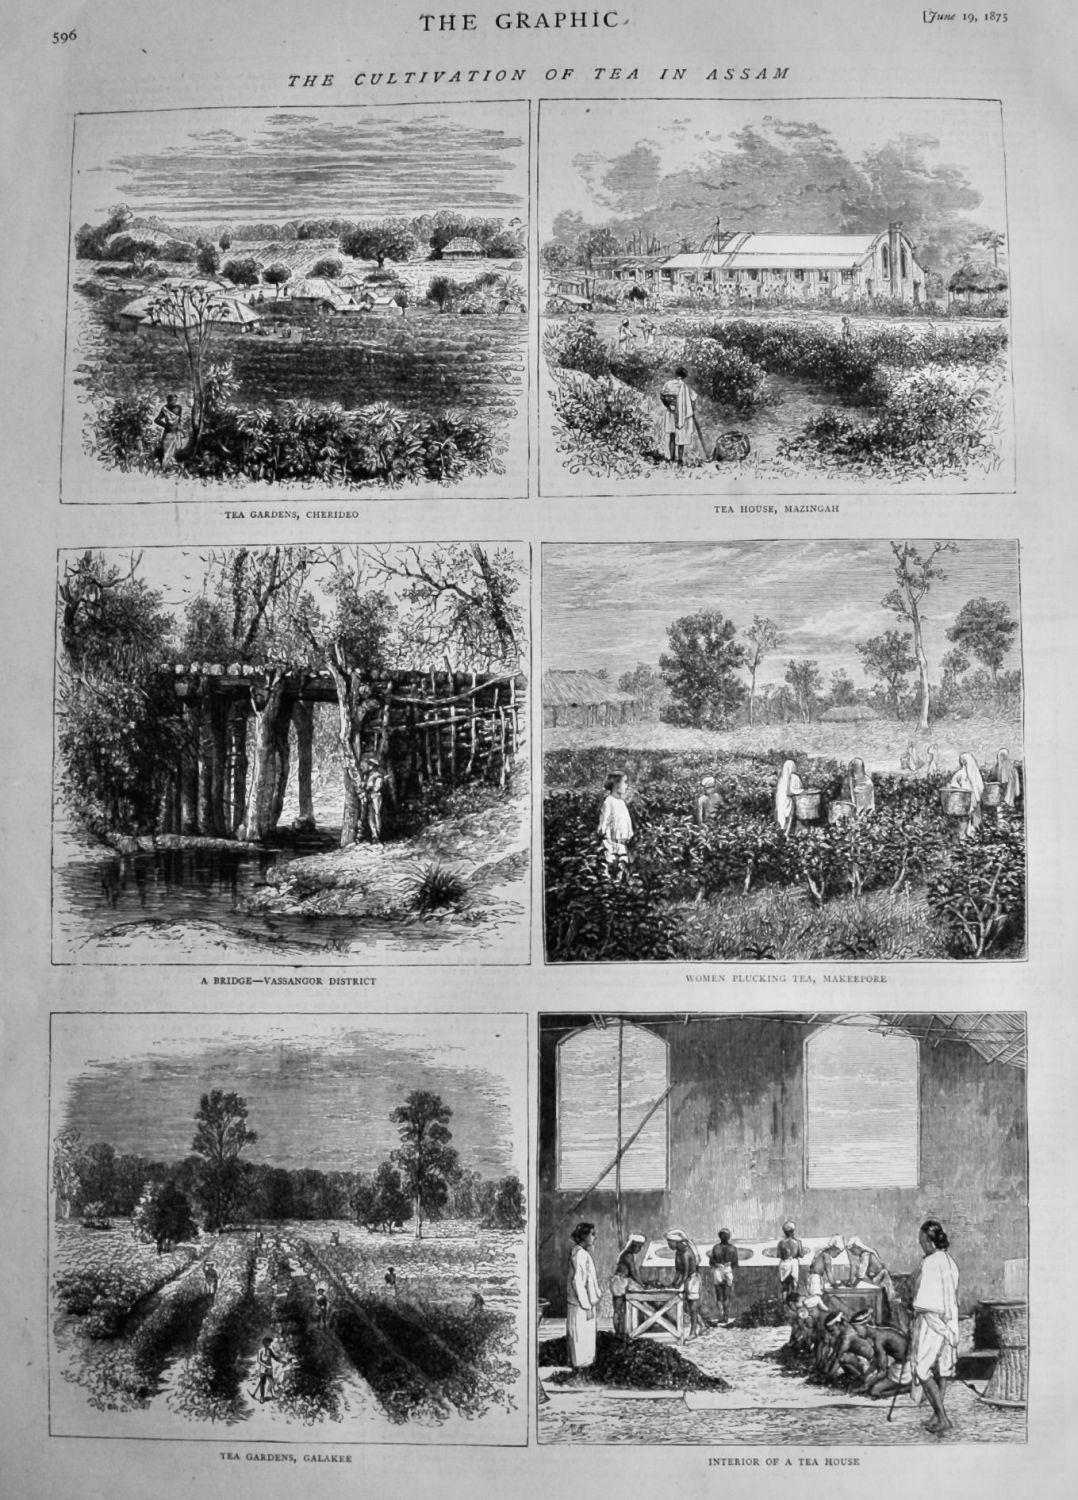 596
THE GRAPHIC
[June 19, 1875
THE CULTIVATION OF TEA IN ASSAM
TEA GARDENS, CHERIDEO
TEA HOUSE, MAZINGAH
A BRIDGE—VASSANGOR DISTRICT
WOMEN PLUCKING TEA, MAKEEPORE
TEA GARDENS, GALAKEE
INTERIOR OF A TEA HOUSE